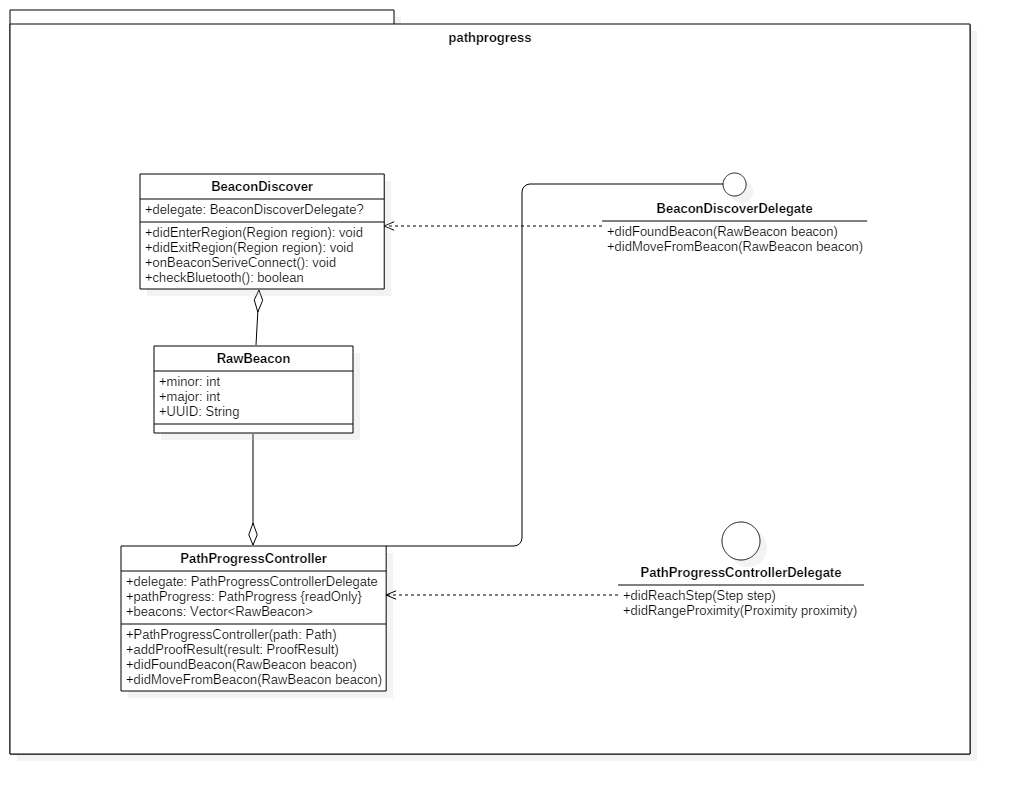 pathprogress
BeaconDiscover
+delegate: BeaconDiscoverDelegate?
+didEnterRegion(Region region): void
+didExitRegion(Region region): void
+onBeaconSeriveConnect(): void
+checkBluetooth(): boolean
BeaconDiscoverDelegate
+didFoundBeacon(RawBeacon beacon)
+didMoveFromBeacon(RawBeacon beacon)
RawBeacon
+minor: int
+major: int
+UUID: String
PathProgressController
+delegate: PathProgressControllerDelegate
+pathProgress: PathProgress {readOnly}
+beacons: Vector<RawBeacon>
+PathProgressController(path: Path)
+addProofResult(result: ProofResult)
+didFoundBeacon(RawBeacon beacon)
+didMoveFromBeacon(RawBeacon beacon)
PathProgressControllerDelegate
+didReachStep(Step step)
+didRangeProximity(Proximity proximity)